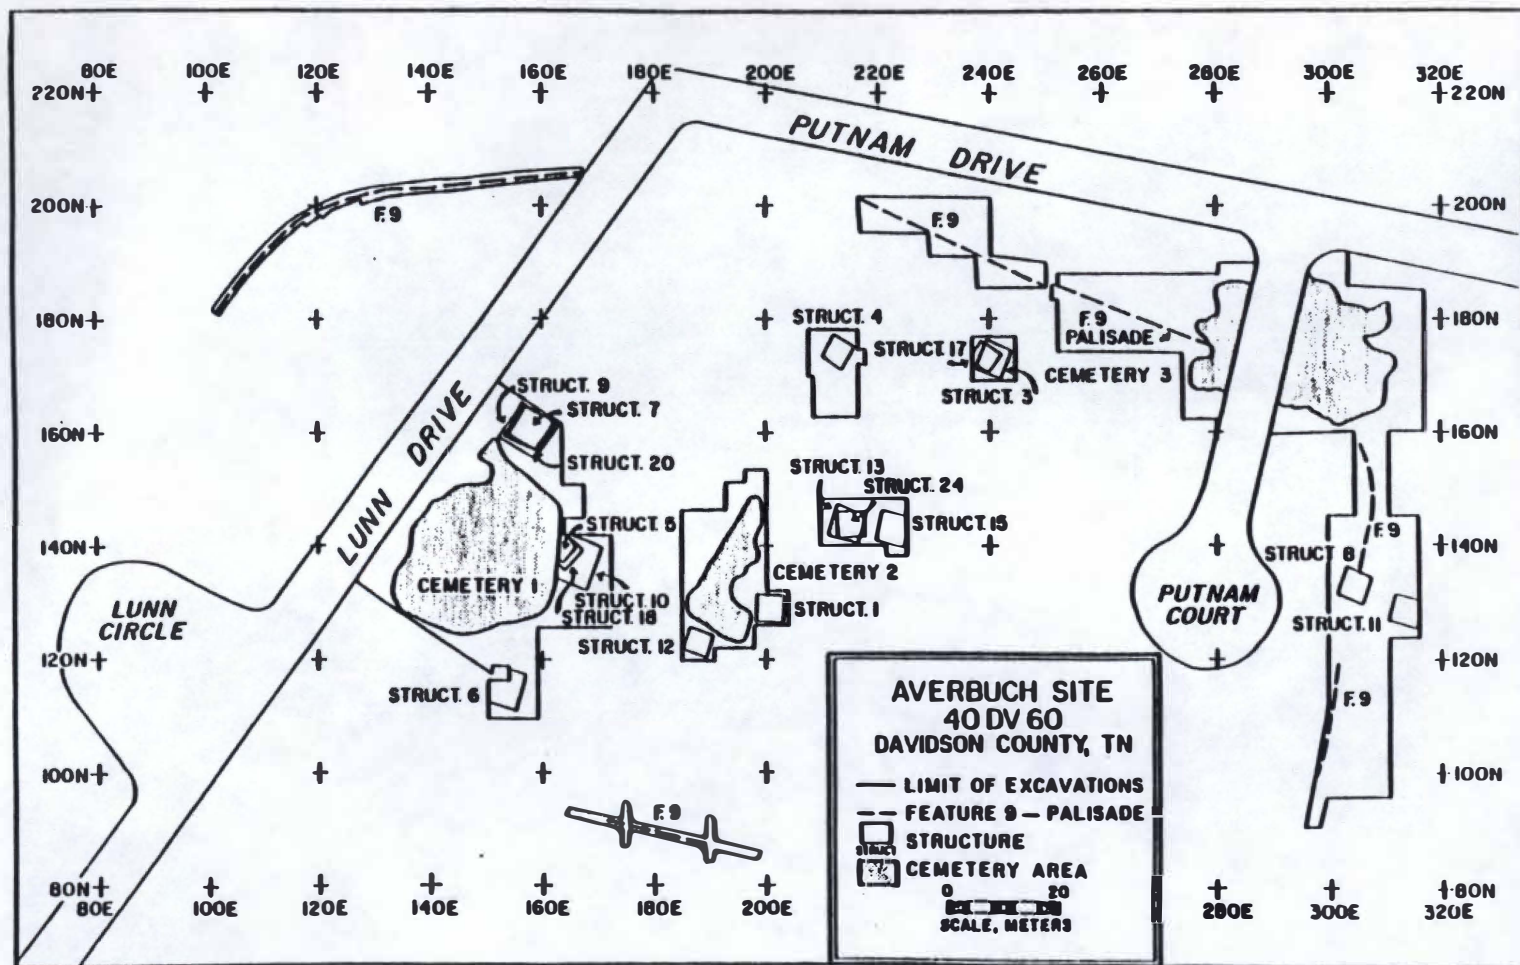 80E 100E 120E 140E 160E 180E 200E 220E 240E 260E 280E 300E 320E
220N 220N
PUTNAM DRIVE
200N 200N
F.9
F.9
180N 180N
STRUCT. 4
F.9
PALISADE
STRUCT. 17
CEMETERY 3
STRUCT. 3
STRUCT. 9
STRUCT. 7
LUNN DRIVE
160N 160N
STRUCT. 20
STRUCT. 13
STRUCT. 24
STRUCT. 5
STRUCT. 15
F.9
140N 140N
STRUCT 8
CEMETERY 1
CEMETERY 2
LUNN
CIRCLE
STRUCT. 10
STRUCT. 18
STRUCT. 1
PUTNAM
COURT
STRUCT. 11
STRUCT. 12
120N 120N
STRUCT. 6
F.9
AVERBUCH SITE
40 DV 60
DAVIDSON COUNTY, TN
100N 100N
LIMIT OF EXCAVATIONS
F.9
FEATURE 9 – PALISADE
STRUCTURE
STRUCT
CEMETERY AREA
80N 80N
0 20
SCALE, METERS
80E 100E 120E 140E 160E 180E 200E 280E 300E 320E